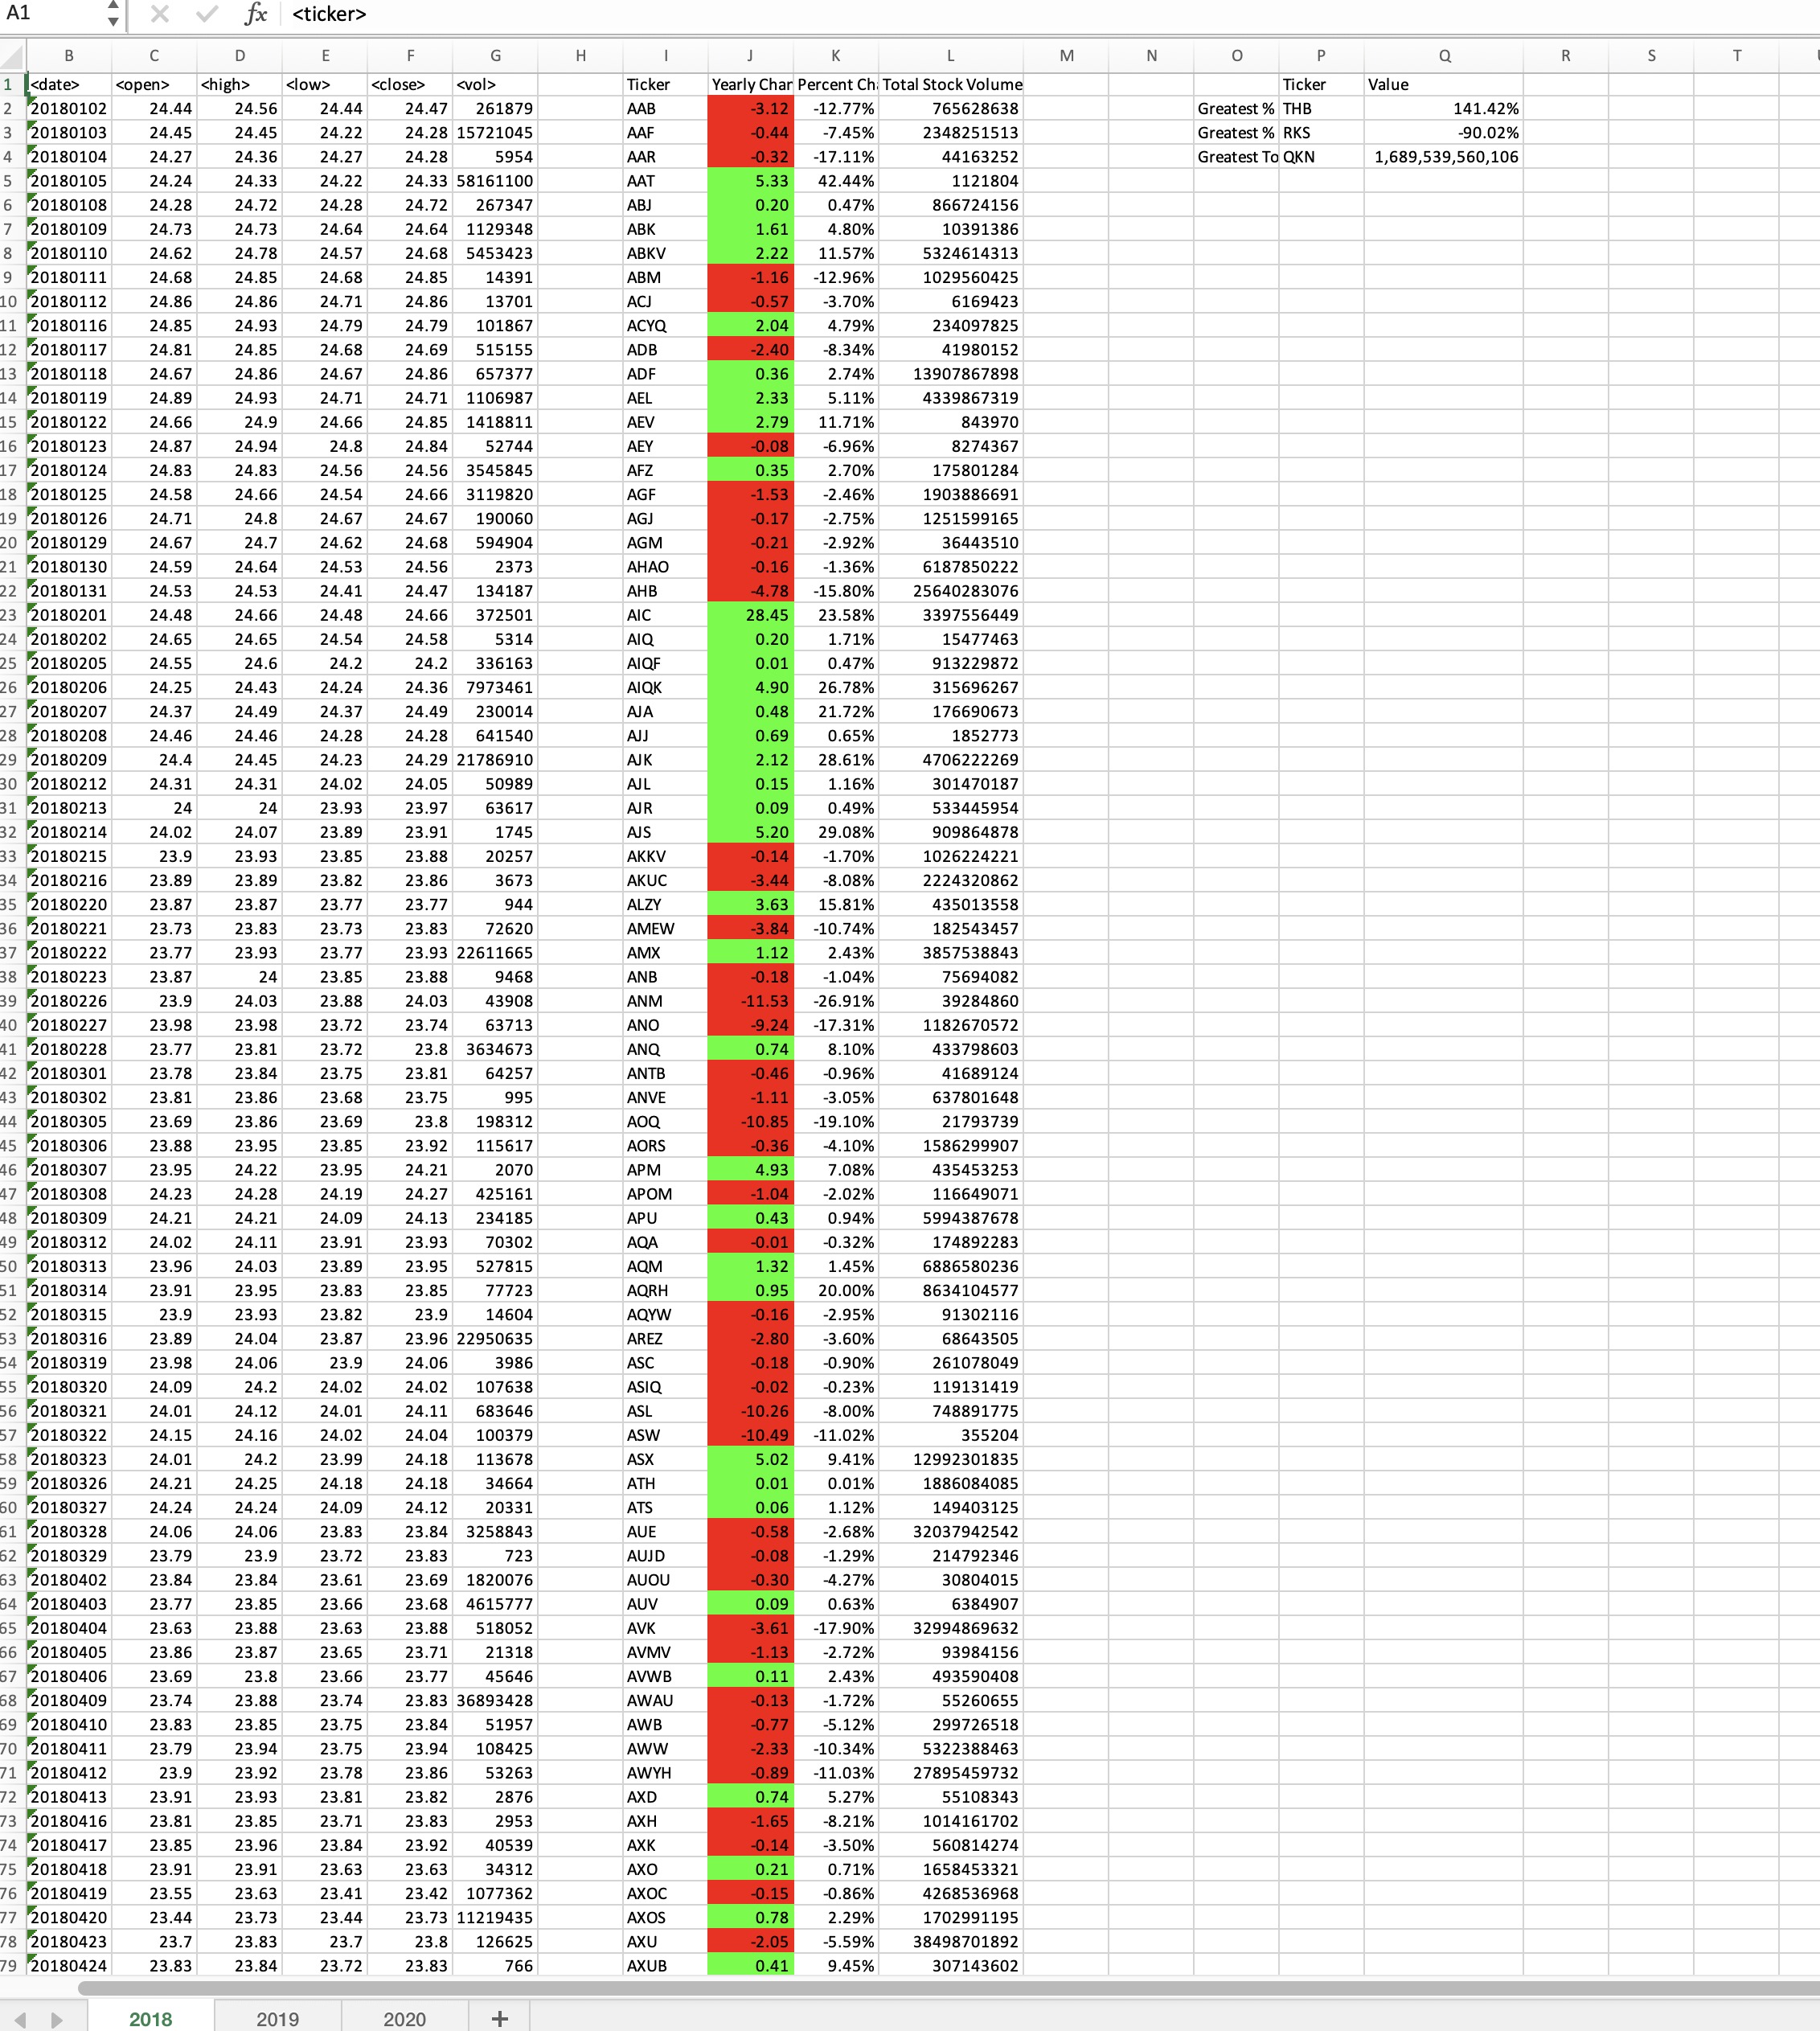 A1 fx <ticker>
B C D E F G H I J K L M N O P Q R S T
1 <date> <open> <high> <low> <close> <vol> Ticker Yearly Chan Percent Ch Total Stock Volume Ticker Value
2 20180102 24.44 24.56 24.44 24.47 261879 AAB -3.12 -12.77% 765628638 Greatest % THB 141.42%
3 20180103 24.45 24.45 24.22 24.28 15721045 AAF -0.44 -7.45% 2348251513 Greatest % RKS -90.02%
4 20180104 24.27 24.36 24.27 24.28 5954 AAR -0.32 -17.11% 44163252 Greatest To QKN 1,689,539,560,106
5 20180105 24.24 24.33 24.22 24.33 58161100 AAT 5.33 42.44% 1121804
6 20180108 24.28 24.72 24.28 24.72 267347 ABJ 0.20 0.47% 866724156
7 20180109 24.73 24.73 24.64 24.64 1129348 ABK 1.61 4.80% 10391386
8 20180110 24.62 24.78 24.57 24.68 5453423 ABKV 2.22 11.57% 5324614313
9 20180111 24.68 24.85 24.68 24.85 14391 ABM -1.16 -12.96% 1029560425
10 20180112 24.86 24.86 24.71 24.86 13701 ACJ -0.57 -3.70% 6169423
11 20180116 24.85 24.93 24.79 24.79 101867 ACYQ 2.04 4.79% 234097825
12 20180117 24.81 24.85 24.68 24.69 515155 ADB -2.40 -8.34% 41980152
13 20180118 24.67 24.86 24.67 24.86 657377 ADF 0.36 2.74% 13907867898
14 20180119 24.89 24.93 24.71 24.71 1106987 AEL 2.33 5.11% 4339867319
15 20180122 24.66 24.9 24.66 24.85 1418811 AEV 2.79 11.71% 843970
16 20180123 24.87 24.94 24.8 24.84 52744 AEY -0.08 -6.96% 8274367
17 20180124 24.83 24.83 24.56 24.56 3545845 AFZ 0.35 2.70% 175801284
18 20180125 24.58 24.66 24.54 24.66 3119820 AGF -1.53 -2.46% 1903886691
19 20180126 24.71 24.8 24.67 24.67 190060 AGJ -0.17 -2.75% 1251599165
20 20180129 24.67 24.7 24.62 24.68 594904 AGM -0.21 -2.92% 36443510
21 20180130 24.59 24.64 24.53 24.56 2373 AHAO -0.16 -1.36% 6187850222
22 20180131 24.53 24.53 24.41 24.47 134187 AHB -4.78 -15.80% 25640283076
23 20180201 24.48 24.66 24.48 24.66 372501 AIC 28.45 23.58% 3397556449
24 20180202 24.65 24.65 24.54 24.58 5314 AIQ 0.20 1.71% 15477463
25 20180205 24.55 24.6 24.2 24.2 336163 AIQF 0.01 0.47% 913229872
26 20180206 24.25 24.43 24.24 24.36 7973461 AIQK 4.90 26.78% 315696267
27 20180207 24.37 24.49 24.37 24.49 230014 AJA 0.48 21.72% 176690673
28 20180208 24.46 24.46 24.28 24.28 641540 AJJ 0.69 0.65% 1852773
29 20180209 24.4 24.45 24.23 24.29 21786910 AJK 2.12 28.61% 4706222269
30 20180212 24.31 24.31 24.02 24.05 50989 AJL 0.15 1.16% 301470187
31 20180213 24 24 23.93 23.97 63617 AJR 0.09 0.49% 533445954
32 20180214 24.02 24.07 23.89 23.91 1745 AJS 5.20 29.08% 909864878
33 20180215 23.9 23.93 23.85 23.88 20257 AKKV -0.14 -1.70% 1026224221
34 20180216 23.89 23.89 23.82 23.86 3673 AKUC -3.44 -8.08% 2224320862
35 20180220 23.87 23.87 23.77 23.77 944 ALZY 3.63 15.81% 435013558
36 20180221 23.73 23.83 23.73 23.83 72620 AMEW -3.84 -10.74% 182543457
37 20180222 23.77 23.93 23.77 23.93 22611665 AMX 1.12 2.43% 3857538843
38 20180223 23.87 24 23.85 23.88 9468 ANB -0.18 -1.04% 75694082
39 20180226 23.9 24.03 23.88 24.03 43908 ANM -11.53 -26.91% 39284860
40 20180227 23.98 23.98 23.72 23.74 63713 ANO -9.24 -17.31% 1182670572
41 20180228 23.77 23.81 23.72 23.8 3634673 ANQ 0.74 8.10% 433798603
42 20180301 23.78 23.84 23.75 23.81 64257 ANTB -0.46 -0.96% 41689124
43 20180302 23.81 23.86 23.68 23.75 995 ANVE -1.11 -3.05% 637801648
44 20180305 23.69 23.86 23.69 23.8 198312 AOQ -10.85 -19.10% 21793739
45 20180306 23.88 23.95 23.85 23.92 115617 AORS -0.36 -4.10% 1586299907
46 20180307 23.95 24.22 23.95 24.21 2070 APM 4.93 7.08% 435453253
47 20180308 24.23 24.28 24.19 24.27 425161 APOM -1.04 -2.02% 116649071
48 20180309 24.21 24.21 24.09 24.13 234185 APU 0.43 0.94% 5994387678
49 20180312 24.02 24.11 23.91 23.93 70302 AQA -0.01 -0.32% 174892283
50 20180313 23.96 24.03 23.89 23.95 527815 AQM 1.32 1.45% 6886580236
51 20180314 23.91 23.95 23.83 23.85 77723 AQRH 0.95 20.00% 8634104577
52 20180315 23.9 23.93 23.82 23.9 14604 AQYW -0.16 -2.95% 91302116
53 20180316 23.89 24.04 23.87 23.96 22950635 AREZ -2.80 -3.60% 68643505
54 20180319 23.98 24.06 23.9 24.06 3986 ASC -0.18 -0.90% 261078049
55 20180320 24.09 24.2 24.02 24.02 107638 ASIQ -0.02 -0.23% 119131419
56 20180321 24.01 24.12 24.01 24.11 683646 ASL -10.26 -8.00% 748891775
57 20180322 24.15 24.16 24.02 24.04 100379 ASW -10.49 -11.02% 355204
58 20180323 24.01 24.2 23.99 24.18 113678 ASX 5.02 9.41% 12992301835
59 20180326 24.21 24.25 24.18 24.18 34664 ATH 0.01 0.01% 1886084085
60 20180327 24.24 24.24 24.09 24.12 20331 ATS 0.06 1.12% 149403125
61 20180328 24.06 24.06 23.83 23.84 3258843 AUE -0.58 -2.68% 32037942542
62 20180329 23.79 23.9 23.72 23.83 723 AUJD -0.08 -1.29% 214792346
63 20180402 23.84 23.84 23.61 23.69 1820076 AUOU -0.30 -4.27% 30804015
64 20180403 23.77 23.85 23.66 23.68 4615777 AUV 0.09 0.63% 6384907
65 20180404 23.63 23.88 23.63 23.88 518052 AVK -3.61 -17.90% 32994869632
66 20180405 23.86 23.87 23.65 23.71 21318 AVMV -1.13 -2.72% 93984156
67 20180406 23.69 23.8 23.66 23.77 45646 AVWB 0.11 2.43% 493590408
68 20180409 23.74 23.88 23.74 23.83 36893428 AWAU -0.13 -1.72% 55260655
69 20180410 23.83 23.85 23.75 23.84 51957 AWB -0.77 -5.12% 299726518
70 20180411 23.79 23.94 23.75 23.94 108425 AWW -2.33 -10.34% 5322388463
71 20180412 23.9 23.92 23.78 23.86 53263 AWYH -0.89 -11.03% 27895459732
72 20180413 23.91 23.93 23.81 23.82 2876 AXD 0.74 5.27% 55108343
73 20180416 23.81 23.85 23.71 23.83 2953 AXH -1.65 -8.21% 1014161702
74 20180417 23.85 23.96 23.84 23.92 40539 AXK -0.14 -3.50% 560814274
75 20180418 23.91 23.91 23.63 23.63 34312 AXO 0.21 0.71% 1658453321
76 20180419 23.55 23.63 23.41 23.42 1077362 AXOC -0.15 -0.86% 4268536968
77 20180420 23.44 23.73 23.44 23.73 11219435 AXOS 0.78 2.29% 1702991195
78 20180423 23.7 23.83 23.7 23.8 126625 AXU -2.05 -5.59% 38498701892
79 20180424 23.83 23.84 23.72 23.83 766 AXUB 0.41 9.45% 307143602
2018 2019 2020 +